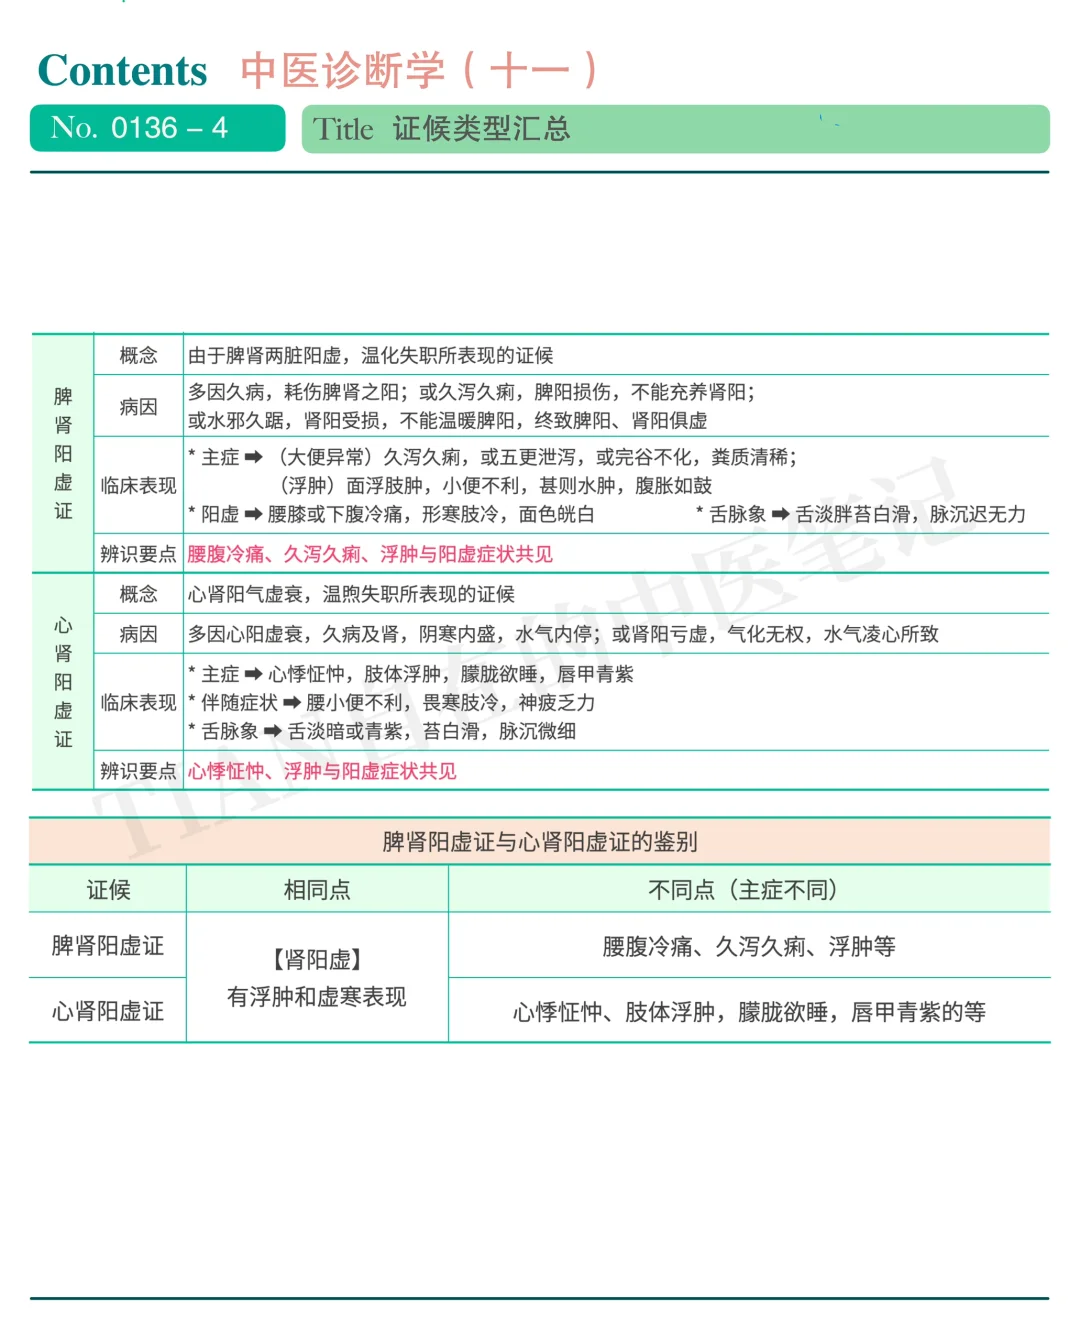 Contents 中医诊断学（十一）
No. 0136 – 4
Title 证候类型汇总
脾肾阳虚证
概念 由于脾肾两脏阳虚，温化失职所表现的证候
病因 多因久病，耗伤脾肾之阳；或久泻久痢，脾阳损伤，不能充养肾阳；
或水邪久踞，肾阳受损，不能温暖脾阳，终致脾阳、肾阳俱虚
临床表现 * 主症 ➡ （大便异常）久泻久痢，或五更泄泻，或完谷不化，粪质清稀；
（浮肿）面浮肢肿，小便不利，甚则水肿，腹胀如鼓
* 阳虚 ➡ 腰膝或下腹冷痛，形寒肢冷，面色㿠白 * 舌脉象 ➡ 舌淡胖苔白滑，脉沉迟无力
辨识要点 腰腹冷痛、久泻久痢、浮肿与阳虚症状共见
心肾阳虚证
概念 心肾阳气虚衰，温煦失职所表现的证候
病因 多因心阳虚衰，久病及肾，阴寒内盛，水气内停；或肾阳亏虚，气化无权，水气凌心所致
临床表现 * 主症 ➡ 心悸怔忡，肢体浮肿，朦胧欲睡，唇甲青紫
* 伴随症状 ➡ 腰小便不利，畏寒肢冷，神疲乏力
* 舌脉象 ➡ 舌淡暗或青紫，苔白滑，脉沉微细
辨识要点 心悸怔忡、浮肿与阳虚症状共见
脾肾阳虚证与心肾阳虚证的鉴别
证候 相同点 不同点（主症不同）
脾肾阳虚证 腰腹冷痛、久泻久痢、浮肿等
【肾阳虚】
有浮肿和虚寒表现
心肾阳虚证 心悸怔忡、肢体浮肿，朦胧欲睡，唇甲青紫的等
TIAN自在的中医笔记